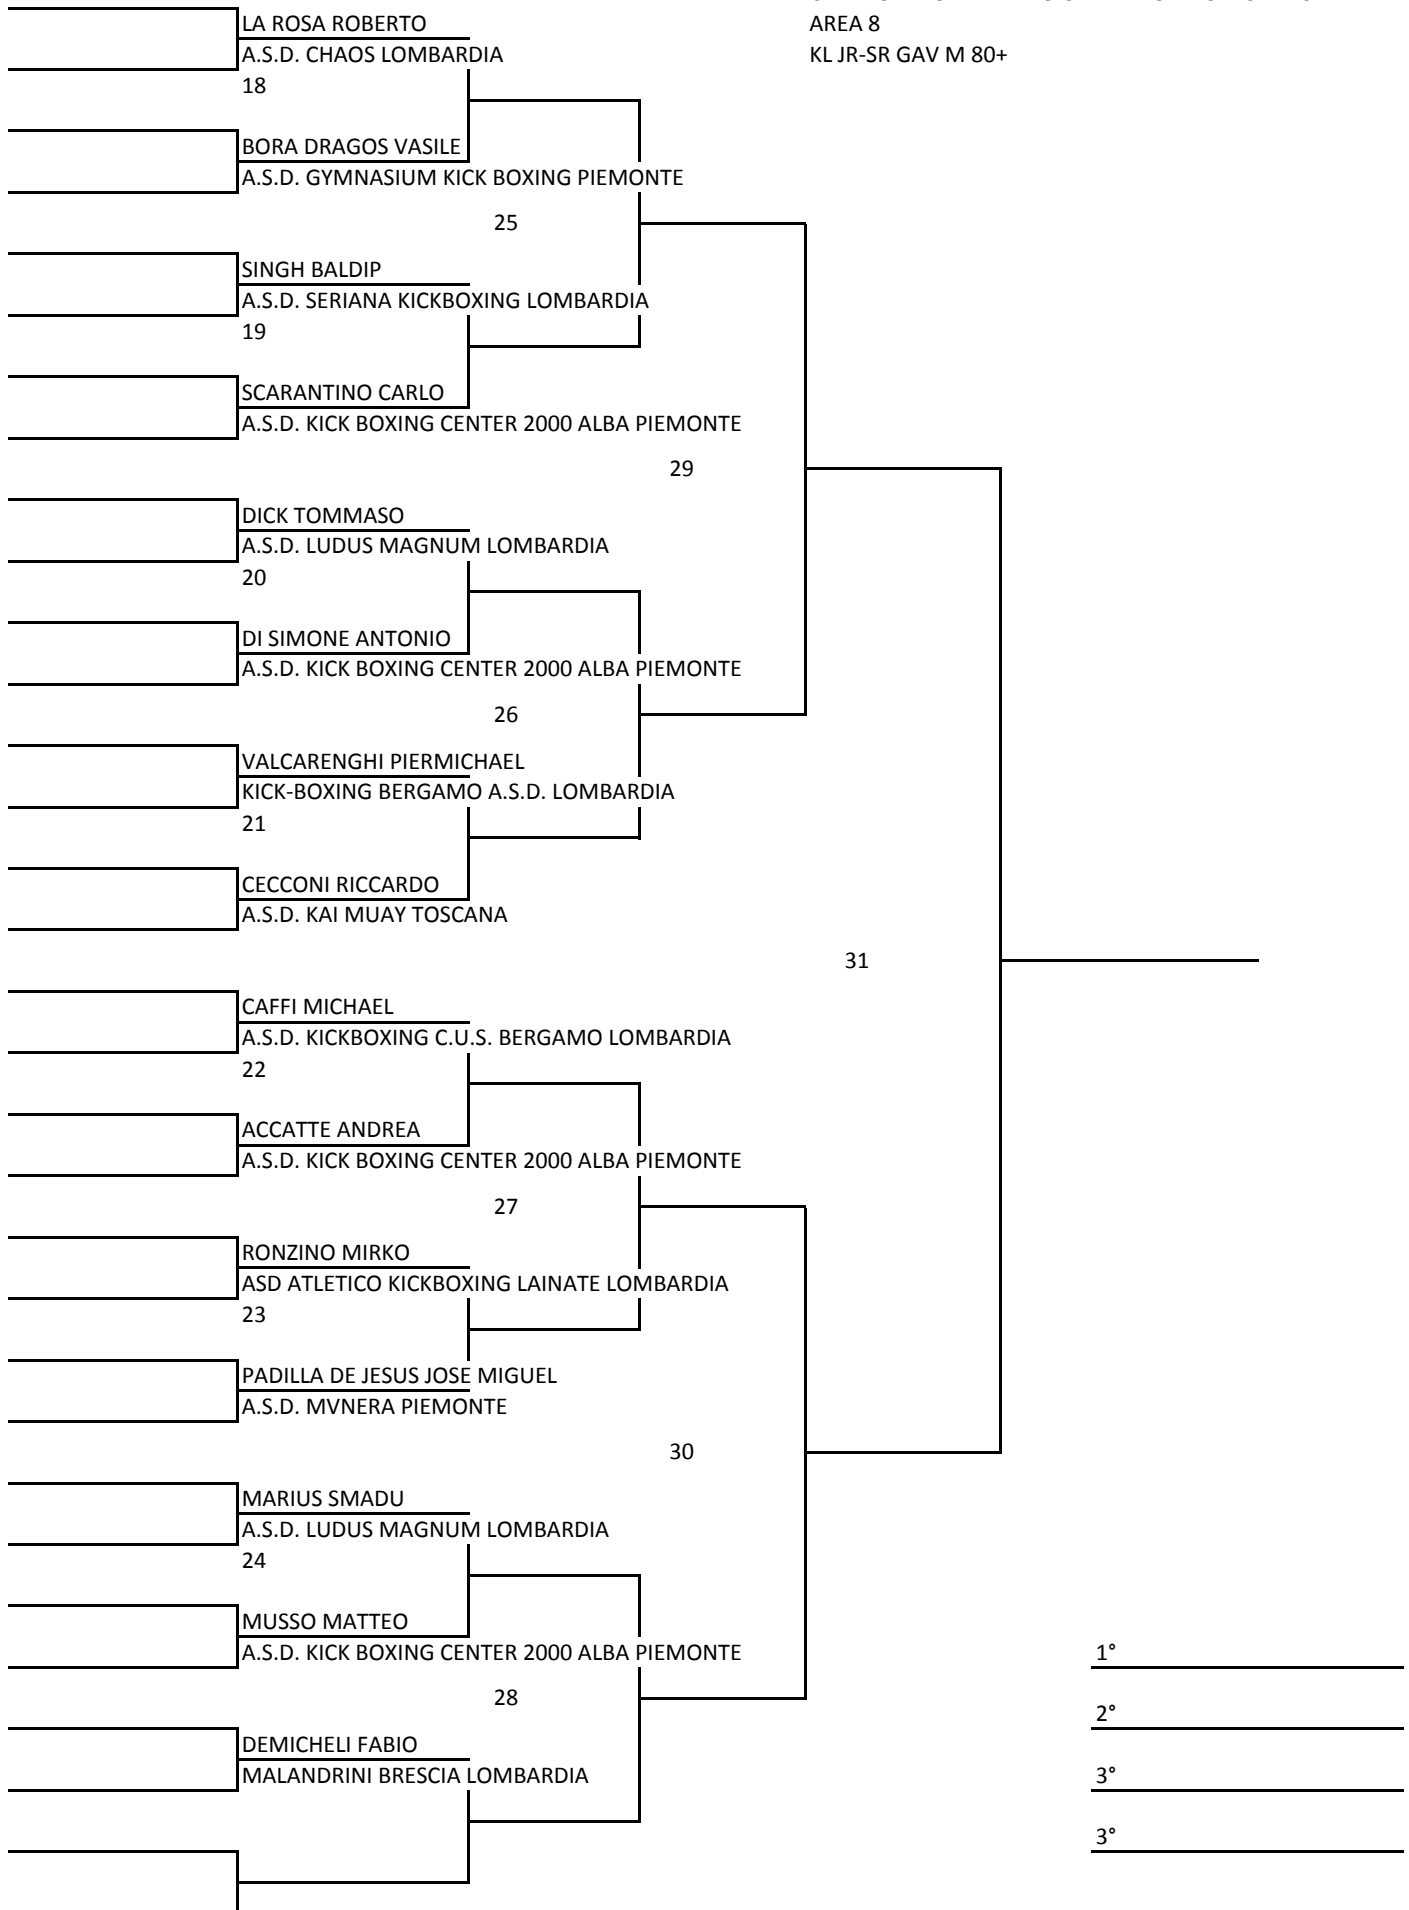 LA ROSA ROBERTO
AREA 8
A.S.D. CHAOS LOMBARDIA
KL JR-SR GAV M 80+
18
BORA DRAGOS VASILE
A.S.D. GYMNASIUM KICK BOXING PIEMONTE
25
SINGH BALDIP
A.S.D. SERIANA KICKBOXING LOMBARDIA
19
SCARANTINO CARLO
A.S.D. KICK BOXING CENTER 2000 ALBA PIEMONTE
29
DICK TOMMASO
A.S.D. LUDUS MAGNUM LOMBARDIA
20
DI SIMONE ANTONIO
A.S.D. KICK BOXING CENTER 2000 ALBA PIEMONTE
26
VALCARENGHI PIERMICHAEL
KICK-BOXING BERGAMO A.S.D. LOMBARDIA
21
CECCONI RICCARDO
A.S.D. KAI MUAY TOSCANA
31
CAFFI MICHAEL
A.S.D. KICKBOXING C.U.S. BERGAMO LOMBARDIA
22
ACCATTE ANDREA
A.S.D. KICK BOXING CENTER 2000 ALBA PIEMONTE
27
RONZINO MIRKO
ASD ATLETICO KICKBOXING LAINATE LOMBARDIA
23
PADILLA DE JESUS JOSE MIGUEL
A.S.D. MVNERA PIEMONTE
30
MARIUS SMADU
A.S.D. LUDUS MAGNUM LOMBARDIA
24
MUSSO MATTEO
A.S.D. KICK BOXING CENTER 2000 ALBA PIEMONTE
1°
28
2°
DEMICHELI FABIO
MALANDRINI BRESCIA LOMBARDIA
3°
3°